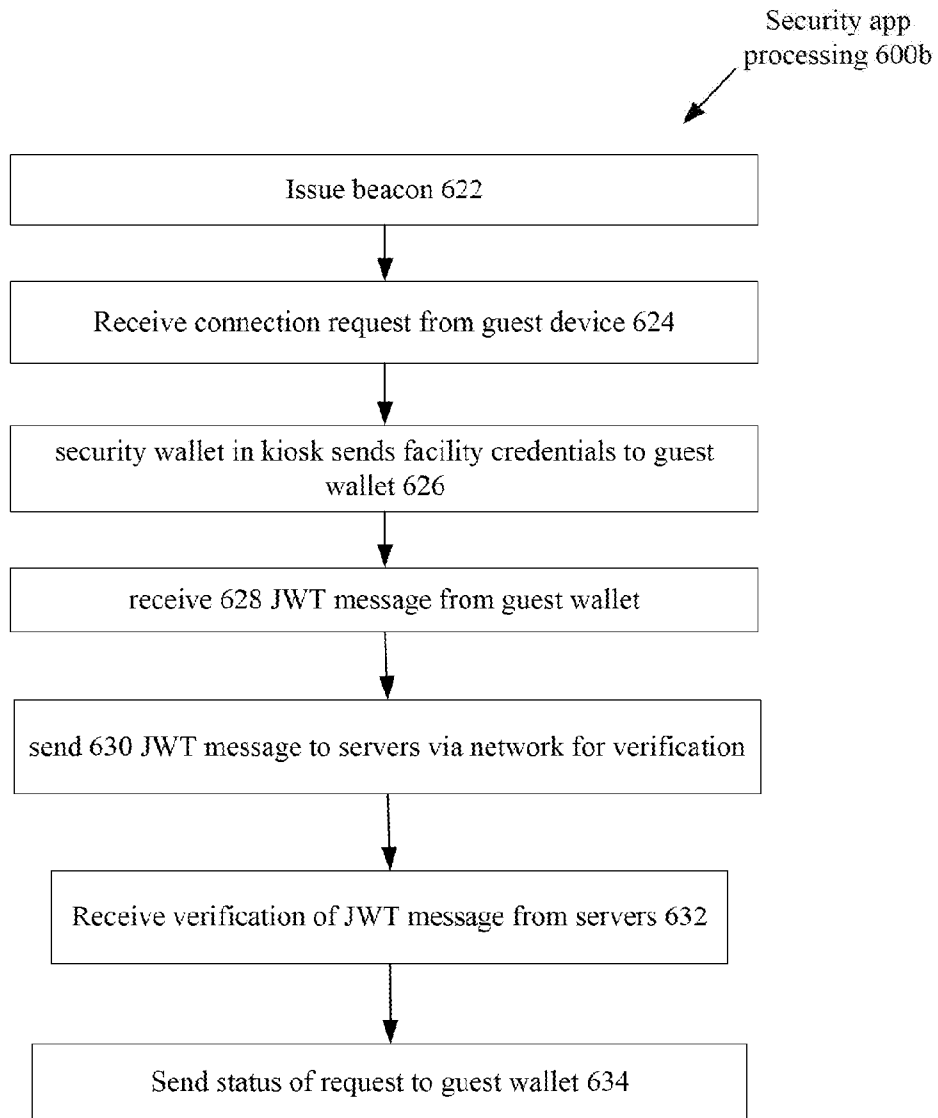 Security app
processing 600b
Issue beacon 622
Receive connection request from guest device 624
security wallet in kiosk sends facility credentials to guest
wallet 626
receive 628 JWT message from guest wallet
send 630 JWT message to servers via network for verification
Receive verification of JWT message from servers 632
Send status of request to guest wallet 634